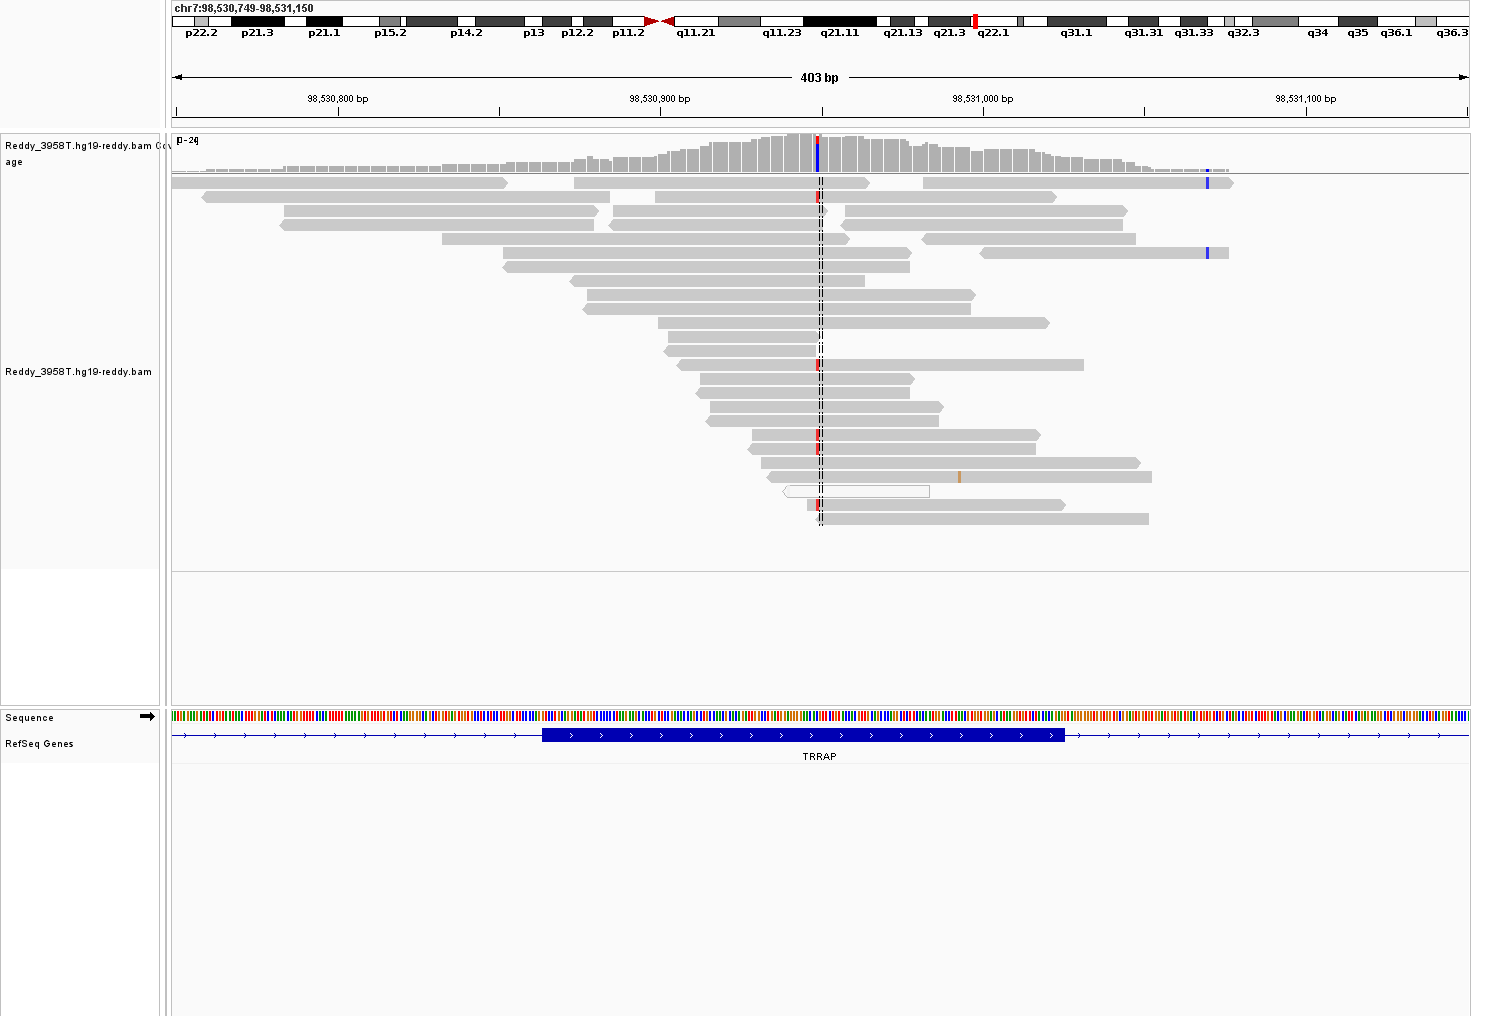 chr7:98,530,749-98,531,150
p22.2 p21.3 p21.1 p15.2 p14.2 p13 p12.2 p11.2 q11.21 q11.23 q21.11 q21.13 q21.3 q22.1 q31.1 q31.31 q31.33 q32.3 q34 q35 q36.1 q36.3
403 bp
98,530,800 bp 98,530,900 bp 98,531,000 bp 98,531,100 bp
Reddy_3958T.hg19-reddy.bam Cov
age
[0-24]
Reddy_3958T.hg19-reddy.bam
Sequence
RefSeq Genes
TRRAP